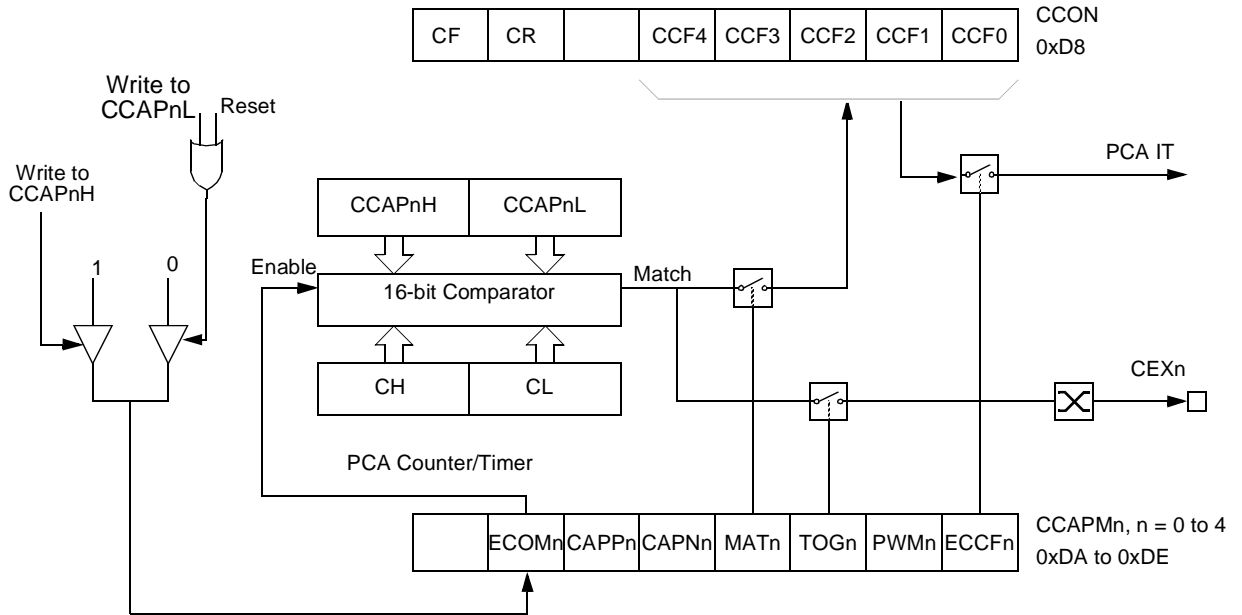 CF CR CCF4 CCF3 CCF2 CCF1 CCF0
CCON
0xD8
Write to
CCAPnL
Reset
Write to
CCAPnH
PCA IT
CCAPnH CCAPnL
1
0
Enable
16-bit Comparator
Match
CH CL
CEXn
PCA Counter/Timer
ECOMn CAPPn CAPNn MATn TOGn PWMn ECCFn
CCAPMn, n = 0 to 4
0xDA to 0xDE